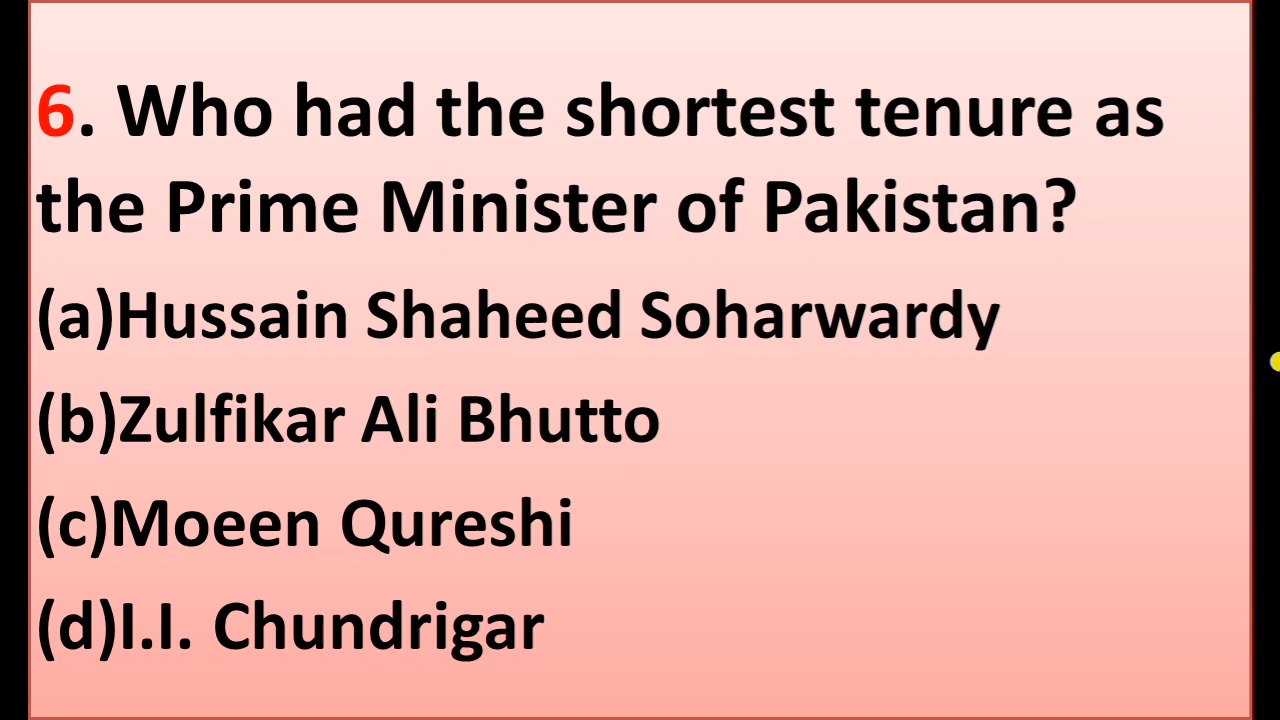 6. Who had the shortest tenure as
the Prime Minister of Pakistan?
(a)Hussain Shaheed Soharwardy
(b)Zulfikar Ali Bhutto
(c)Moeen Qureshi
(d)I.I. Chundrigar